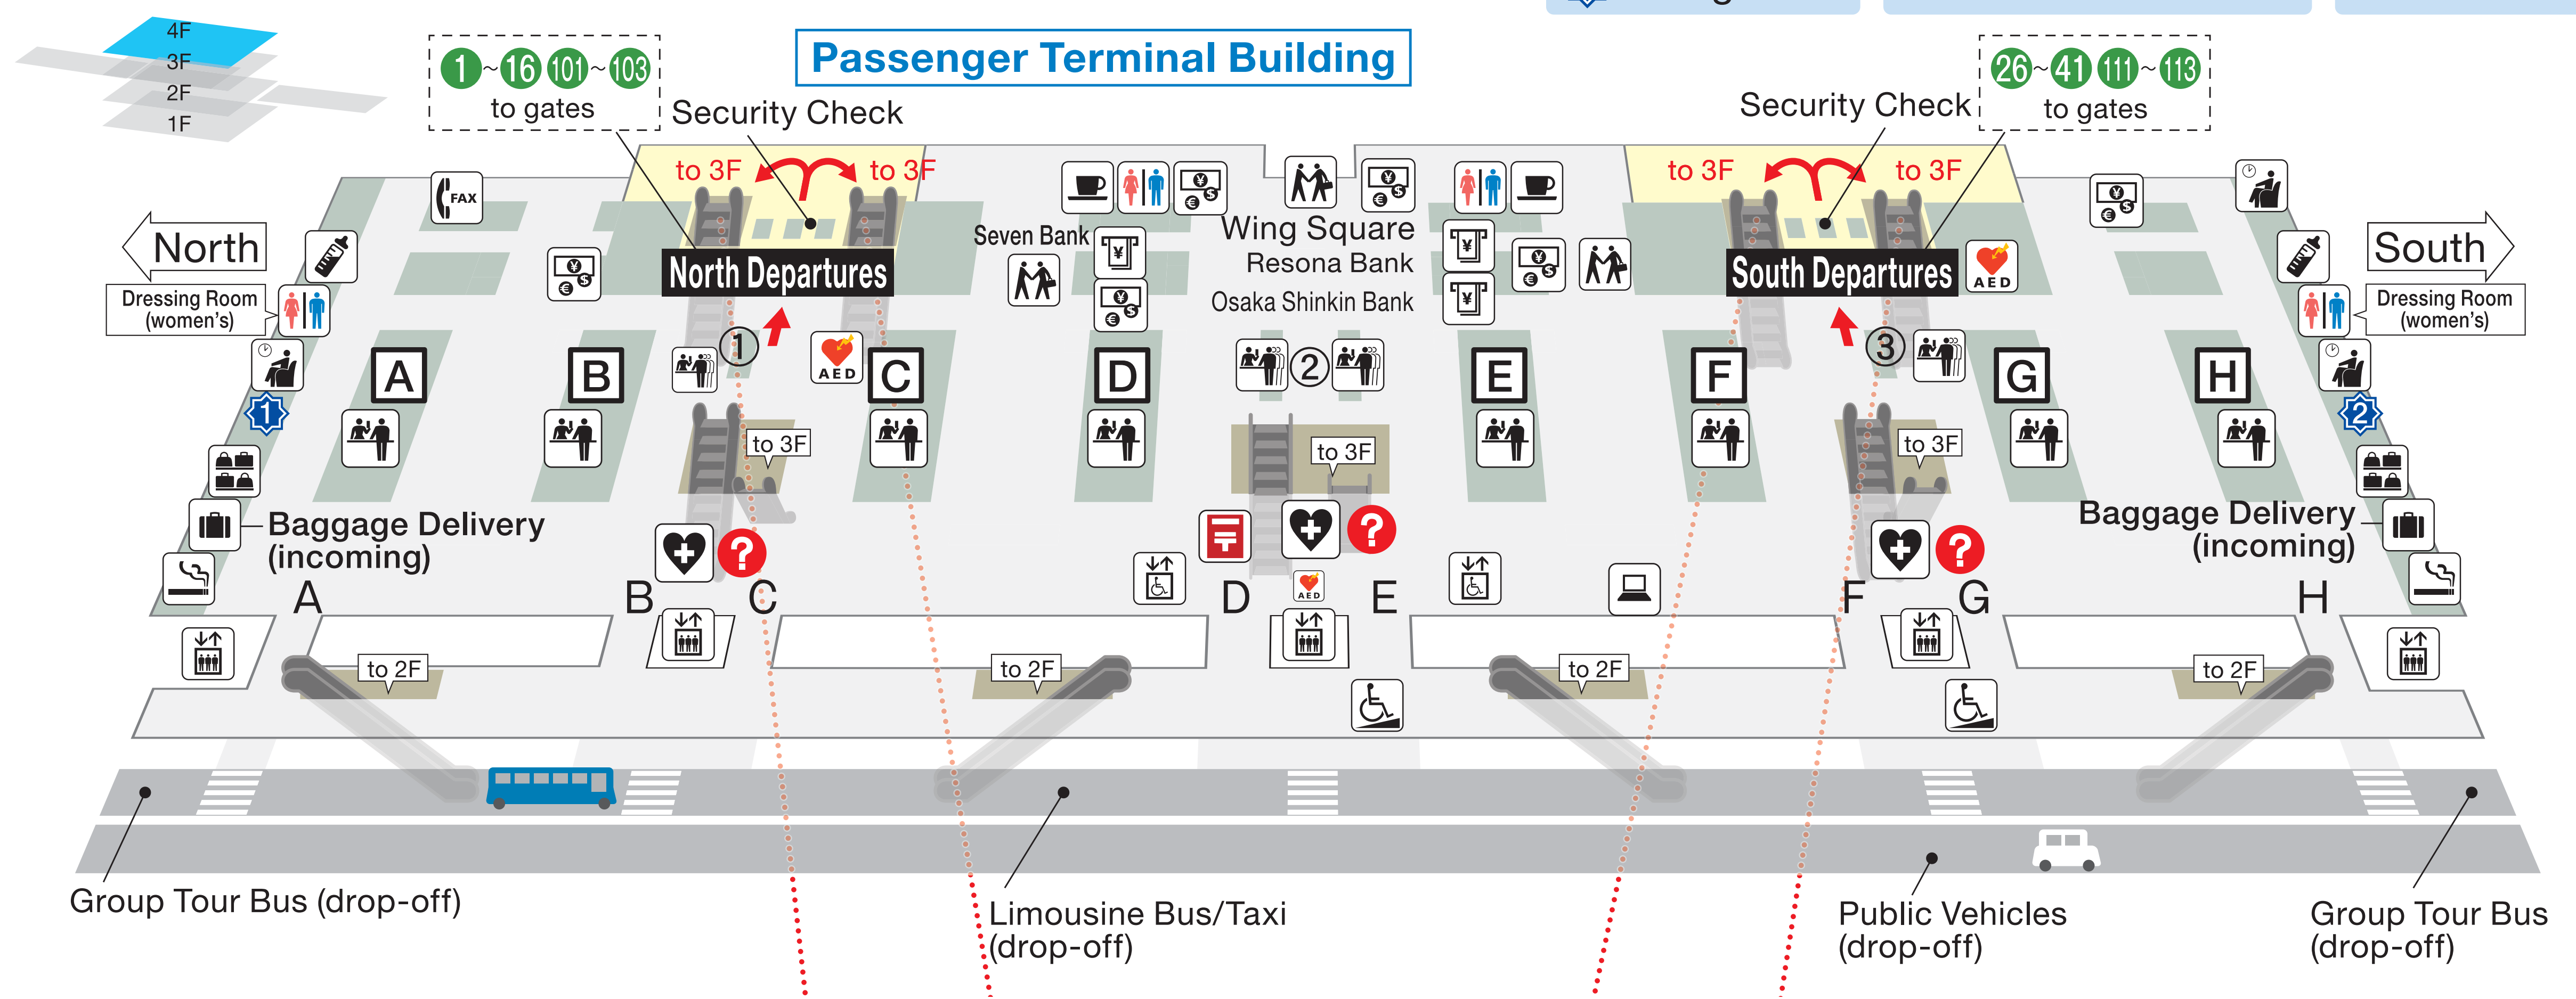 4F
3F
2F
1F
1~16 101~103
to gates
Passenger Terminal Building
Security Check
Security Check
26~41 111~113
to gates
to 3F
to 3F
to 3F
to 3F
FAX
North
South
Seven Bank
Wing Square
Resona Bank
Osaka Shinkin Bank
North Departures
South Departures
AED
Dressing Room
(women's)
Dressing Room
(women's)
1
AED
2
3
A
B
C
D
E
F
G
H
1
2
to 3F
to 3F
to 3F
Baggage Delivery
(incoming)
Baggage Delivery
(incoming)
?
?
?
AED
A
B
C
D
E
F
G
H
to 2F
to 2F
to 2F
to 2F
Group Tour Bus (drop-off)
Limousine Bus/Taxi
(drop-off)
Public Vehicles
(drop-off)
Group Tour Bus
(drop-off)